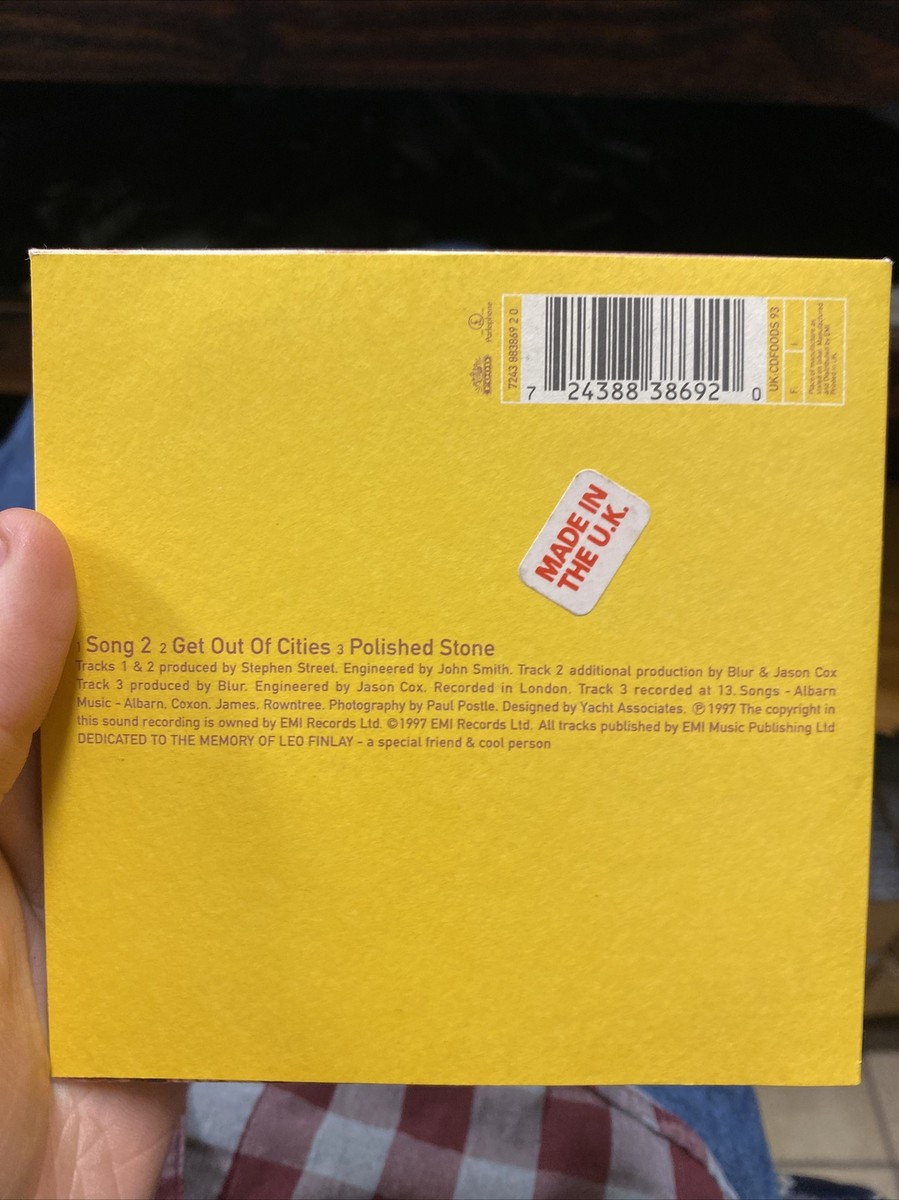 Parlophone
7243 883869 2 0
7 24388 38692 0
UK:CDFOODS 93
F: I:
MADE IN
THE U.K.
1 Song 2 2 Get Out Of Cities 3 Polished Stone
Tracks 1 & 2 produced by Stephen Street. Engineered by John Smith. Track 2 additional production by Blur & Jason Cox
Track 3 produced by Blur. Engineered by Jason Cox. Recorded in London. Track 3 recorded at 13. Songs - Albarn
Music - Albarn, Coxon, James, Rowntree. Photography by Paul Postle. Designed by Yacht Associates. ℗ 1997 The copyright in
this sound recording is owned by EMI Records Ltd. ©1997 EMI Records Ltd. All tracks published by EMI Music Publishing Ltd
DEDICATED TO THE MEMORY OF LEO FINLAY - a special friend & cool person